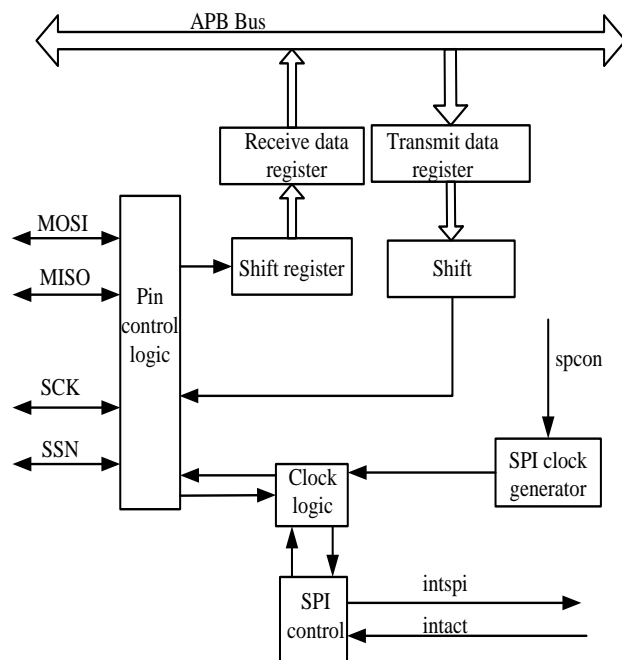 APB Bus
Receive data
register
Transmit data
register
MOSI
MISO
SCK
SSN
Pin
control
logic
Shift register
Shift
spcon
SPI clock
generator
Clock
logic
SPI
control
intspi
intact